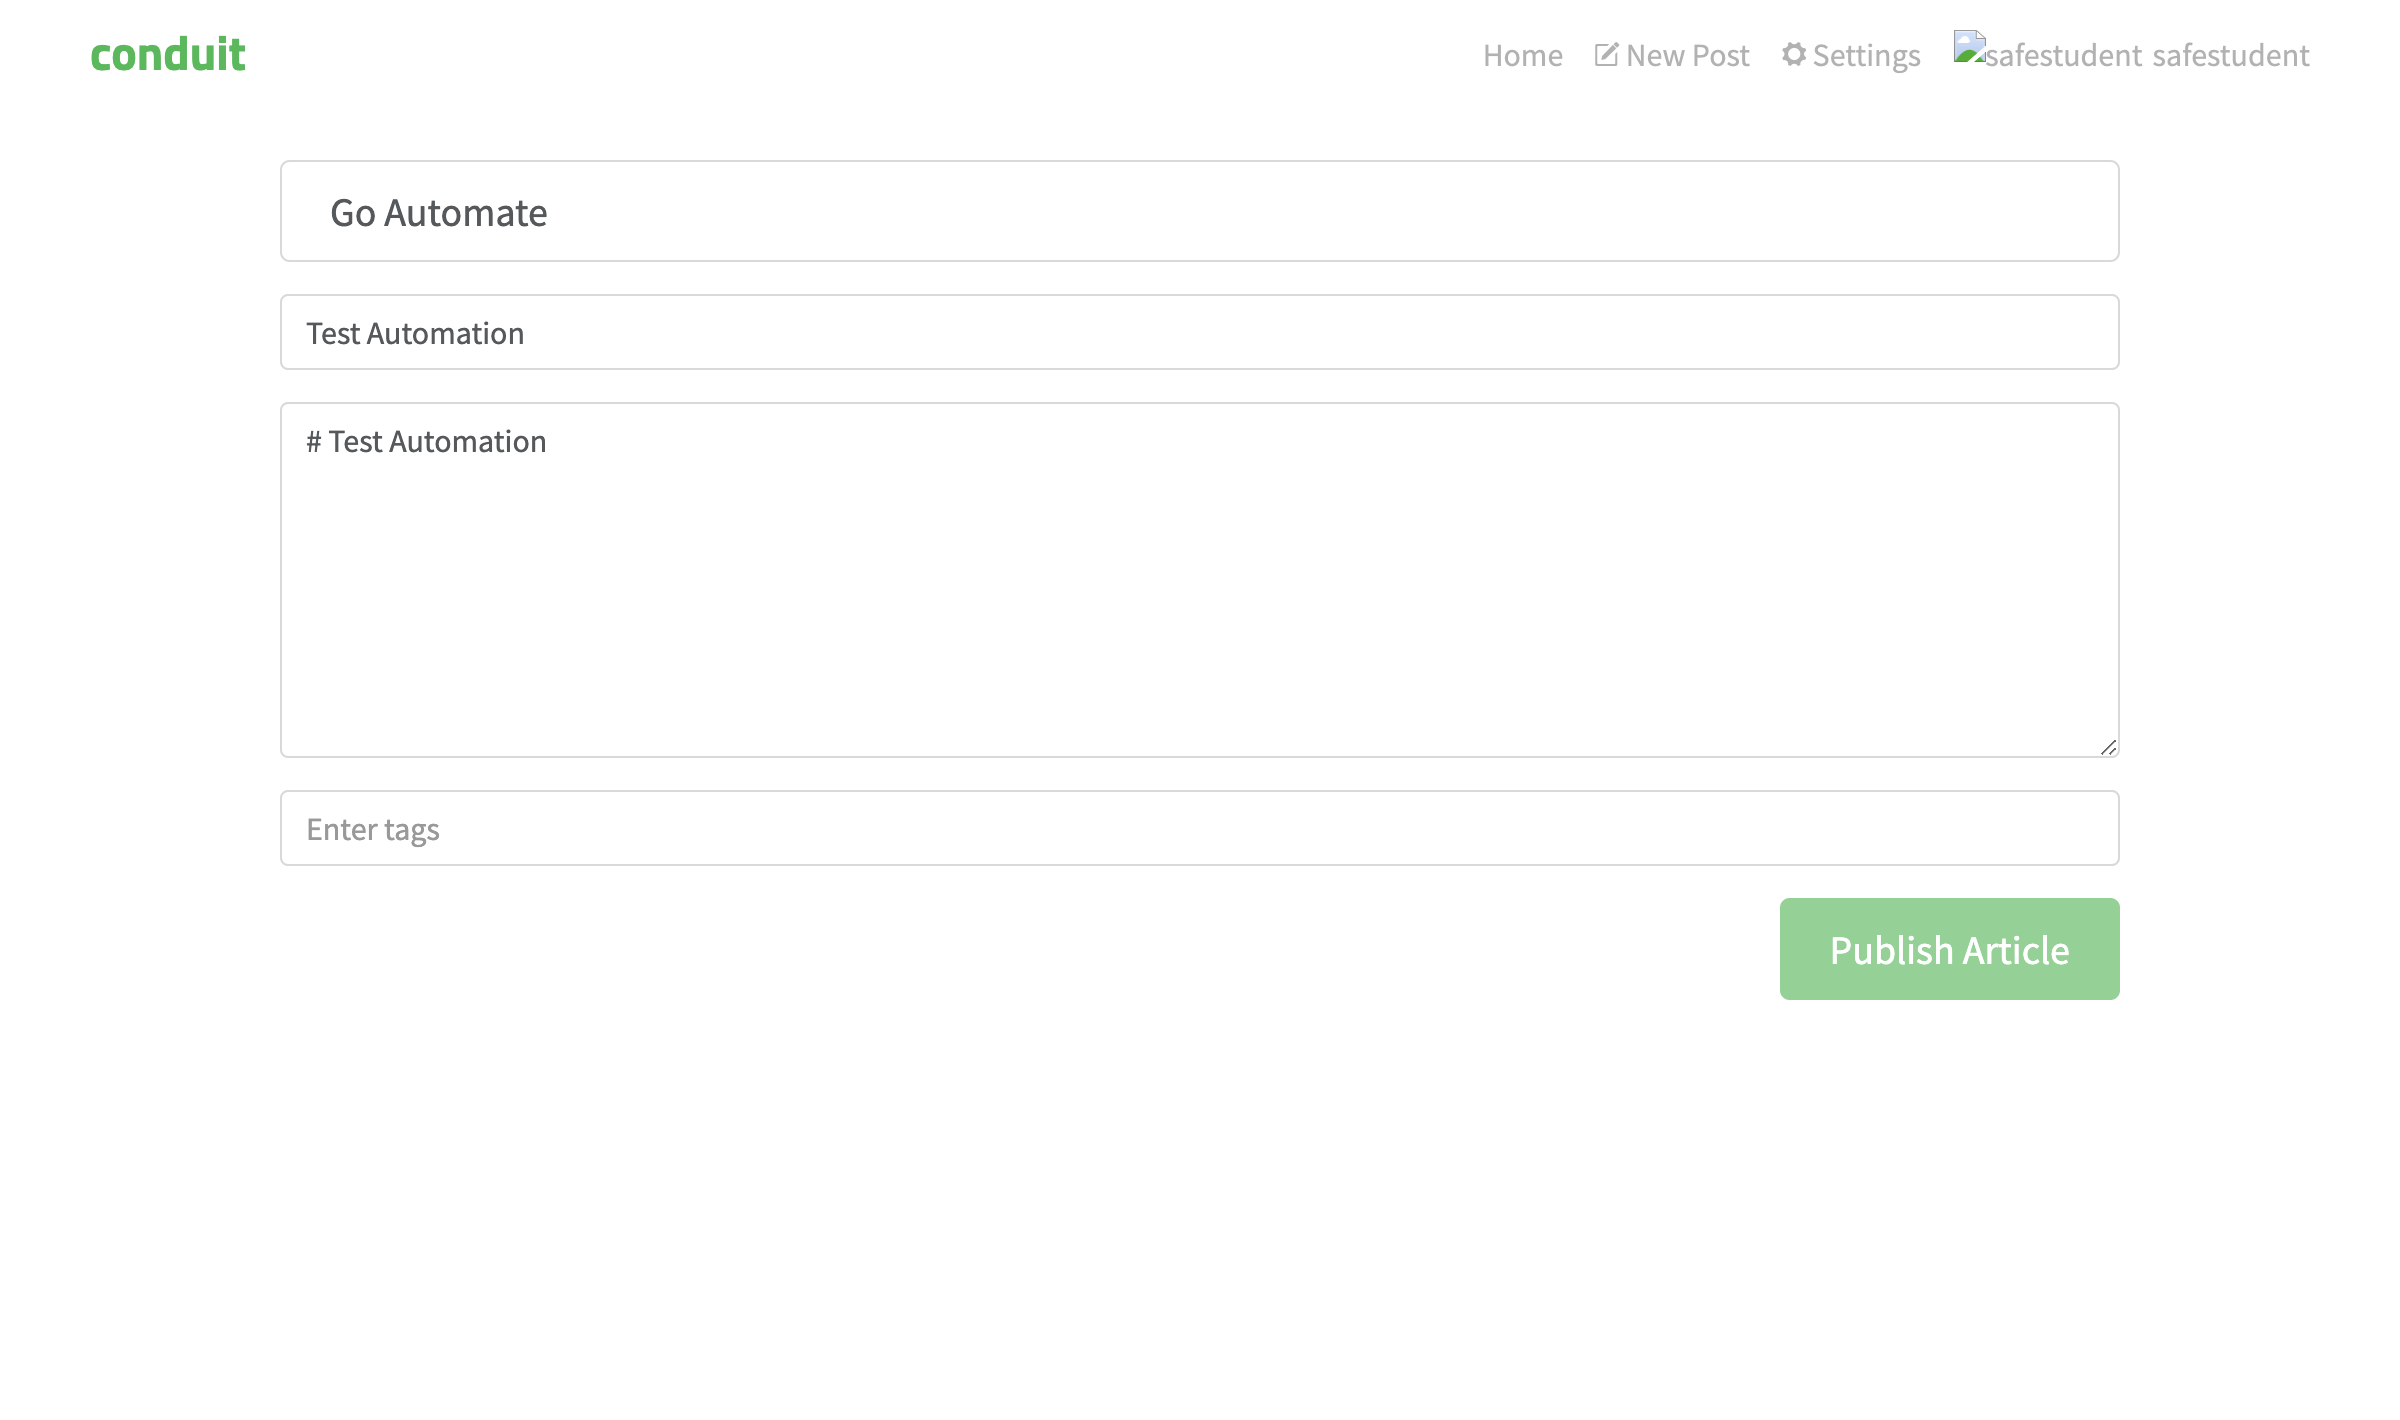 conduit
Home New Post Settings safestudent safestudent
Go Automate
Test Automation
# Test Automation
Enter tags
Publish Article